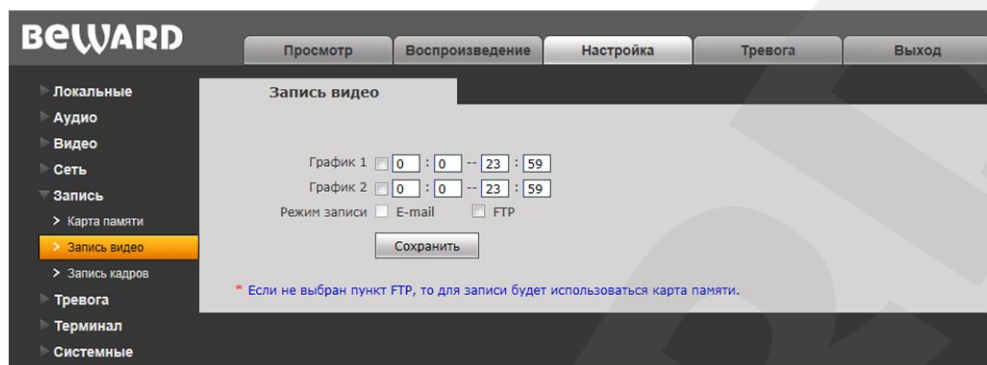 BEWARD
Просмотр Воспроизведение Настройка Тревога Выход
Локальные
Аудио
Видео
Сеть
Запись
> Карта памяти
> Запись видео
> Запись кадров
Тревога
Терминал
Системные
Запись видео
График 1 0 : 0 -- 23 : 59
График 2 0 : 0 -- 23 : 59
Режим записи E-mail FTP
Сохранить
* Если не выбран пункт FTP, то для записи будет использоваться карта памяти.